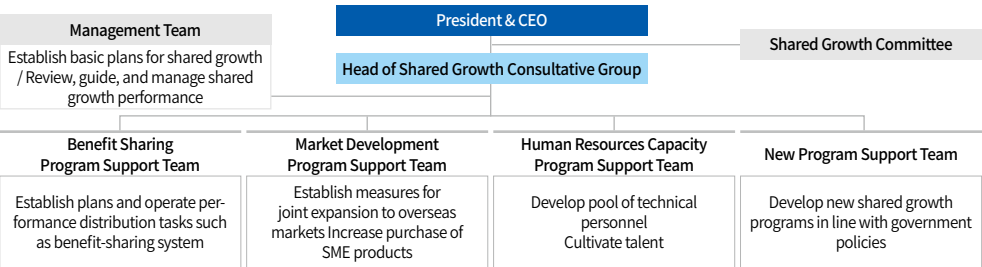 President & CEO
Management Team
Establish basic plans for shared growth
/ Review, guide, and manage shared
growth performance
Shared Growth Committee
Head of Shared Growth Consultative Group
Benefit Sharing
Program Support Team
Establish plans and operate per-
formance distribution tasks such
as benefit-sharing system
Market Development
Program Support Team
Establish measures for
joint expansion to overseas
markets Increase purchase of
SME products
Human Resources Capacity
Program Support Team
Develop pool of technical
personnel
Cultivate talent
New Program Support Team
Develop new shared growth
programs in line with government
policies